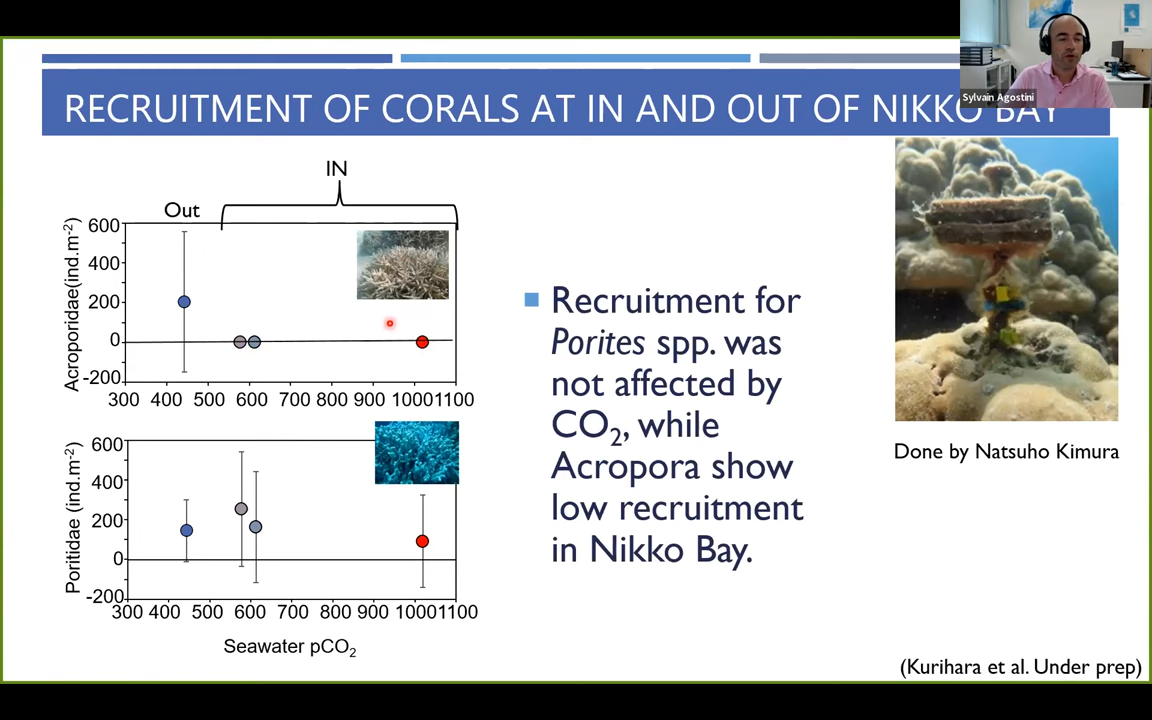 Sylvain Agostini
RECRUITMENT OF CORALS AT IN AND OUT OF NIKKO BAY
IN
Out
Acroporidae(ind.m-2)
600
400
200
0
-200
300 400 500 600 700 800 900 1000 1100
Poritidae (ind.m-2)
600
400
200
0
-200
300 400 500 600 700 800 900 1000 1100
Seawater pCO2
Recruitment for
Porites spp. was
not affected by
CO2, while
Acropora show
low recruitment
in Nikko Bay.
Done by Natsuho Kimura
(Kurihara et al. Under prep)